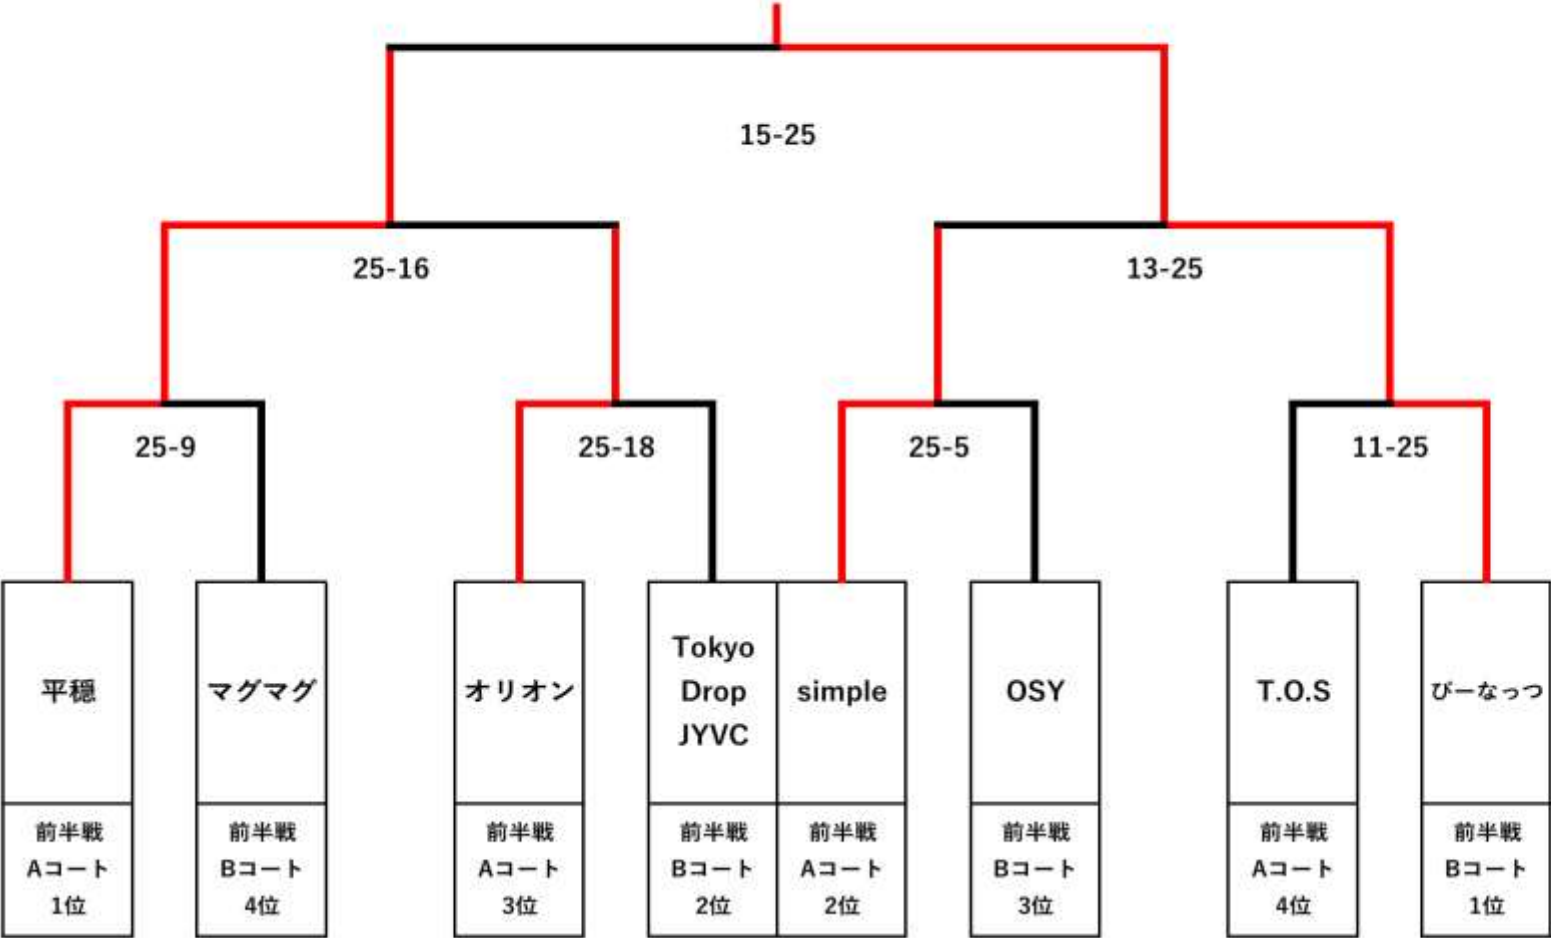 15-25
25-16
13-25
25-9
25-18
25-5
11-25
平穏
マグマグ
オリオン
Tokyo
Drop
JYVC
simple
OSY
T.O.S
ぴーなっつ
前半戦
Aコート
1位
前半戦
Bコート
4位
前半戦
Aコート
3位
前半戦
Bコート
2位
前半戦
Aコート
2位
前半戦
Bコート
3位
前半戦
Aコート
4位
前半戦
Bコート
1位